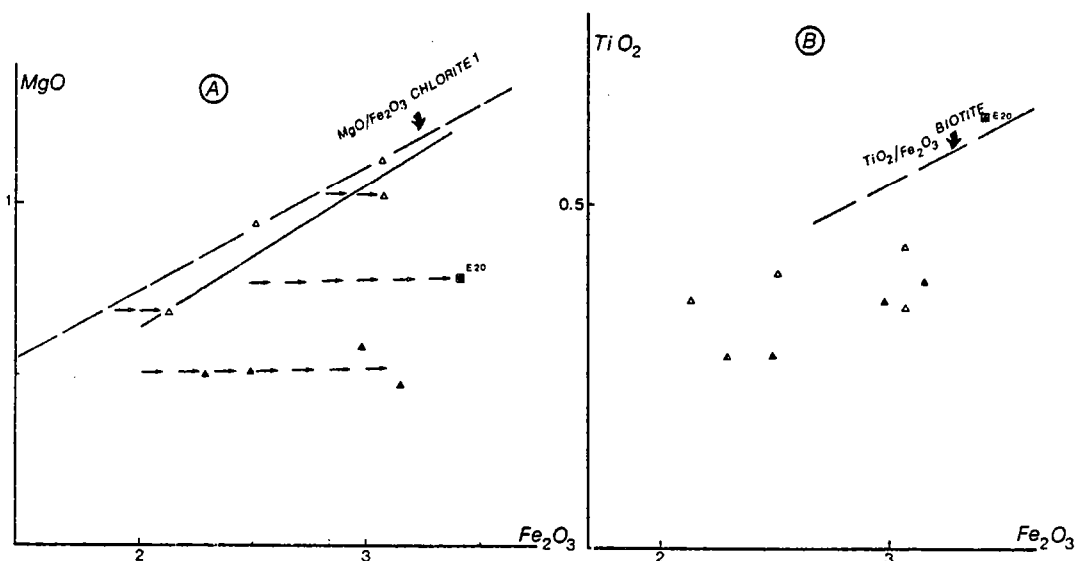 A
MgO
MgO/Fe₂O₃ CHLORITE 1
1
E20
2
3
Fe₂O₃
B
TiO₂
E20
TiO₂/Fe₂O₃ BIOTITE
0.5
2
3
Fe₂O₃